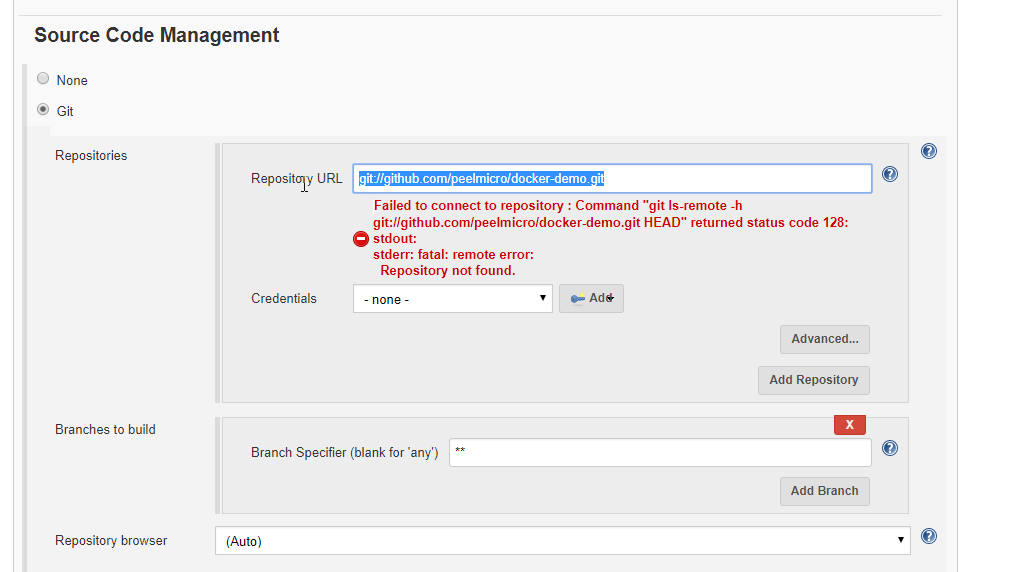 Source Code Management
None
Git
Repositories
Repository URL
git://github.com/peelmicro/docker-demo.git
Failed to connect to repository : Command "git ls-remote -h
git://github.com/peelmicro/docker-demo.git HEAD" returned status code 128:
stdout:
stderr: fatal: remote error:
Repository not found.
Credentials
- none -
Add
Advanced...
Add Repository
Branches to build
X
Branch Specifier (blank for 'any')
**
Add Branch
Repository browser
(Auto)